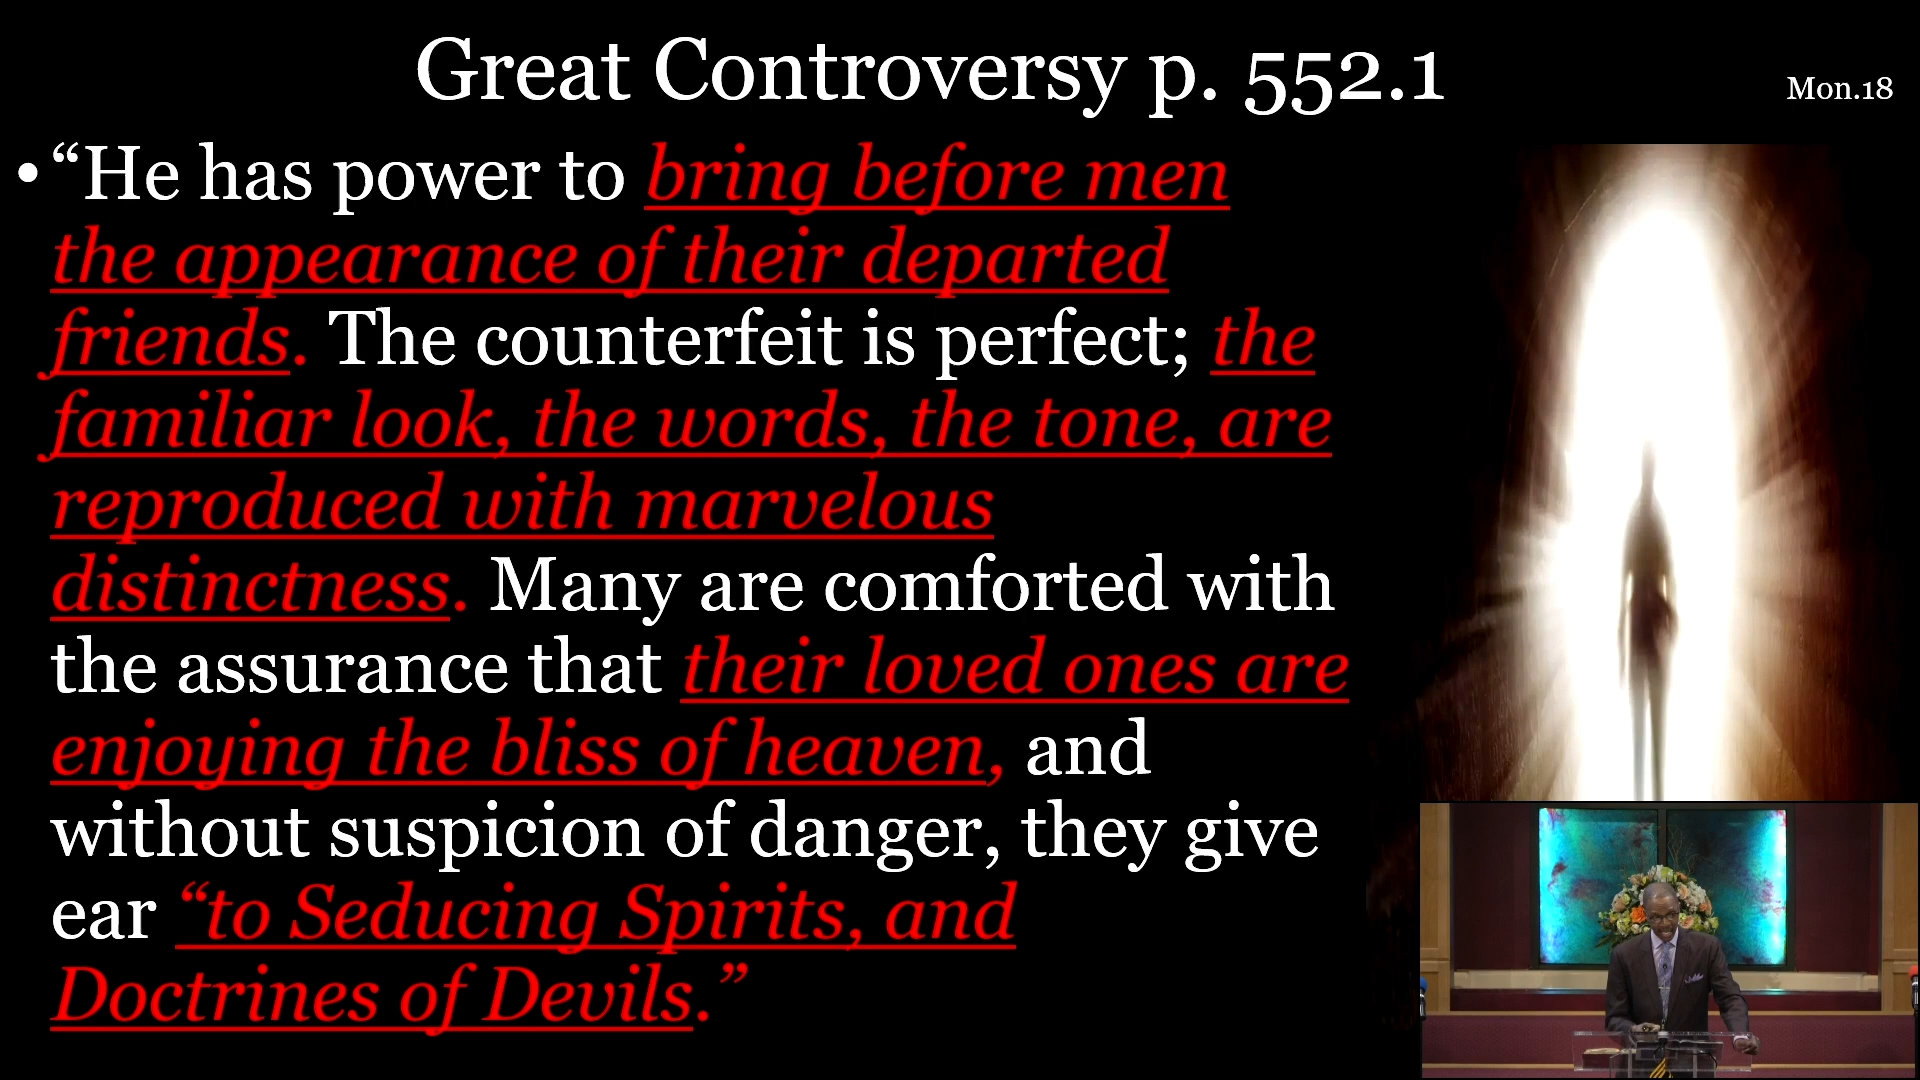 Great Controversy p. 552.1
Mon.18
• “He has power to bring before men
the appearance of their departed
friends. The counterfeit is perfect; the
familiar look, the words, the tone, are
reproduced with marvelous
distinctness. Many are comforted with
the assurance that their loved ones are
enjoying the bliss of heaven, and
without suspicion of danger, they give
ear “to Seducing Spirits, and
Doctrines of Devils.”